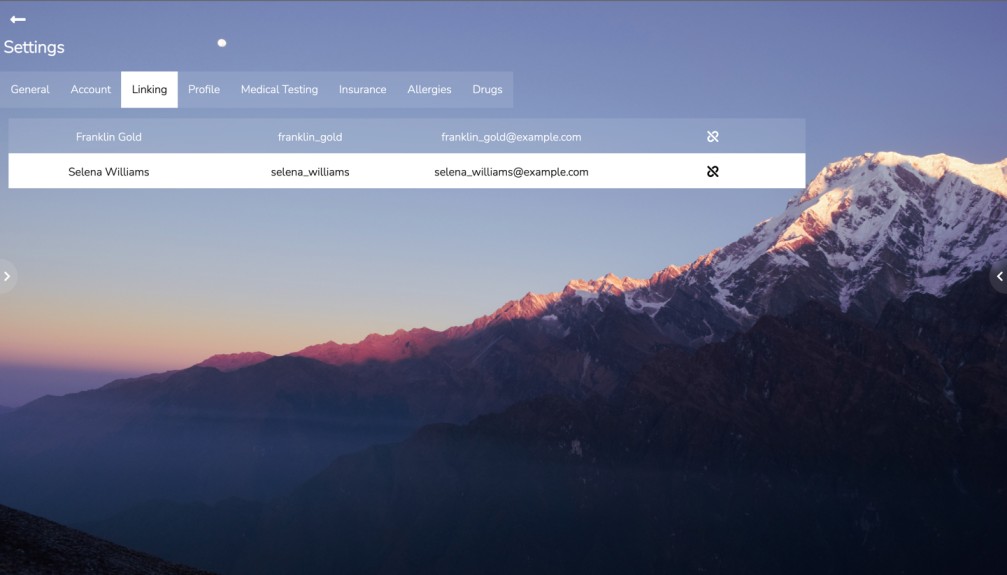 Settings
General Account Linking Profile Medical Testing Insurance Allergies Drugs
Franklin Gold franklin_gold franklin_gold@example.com
Selena Williams selena_williams selena_williams@example.com